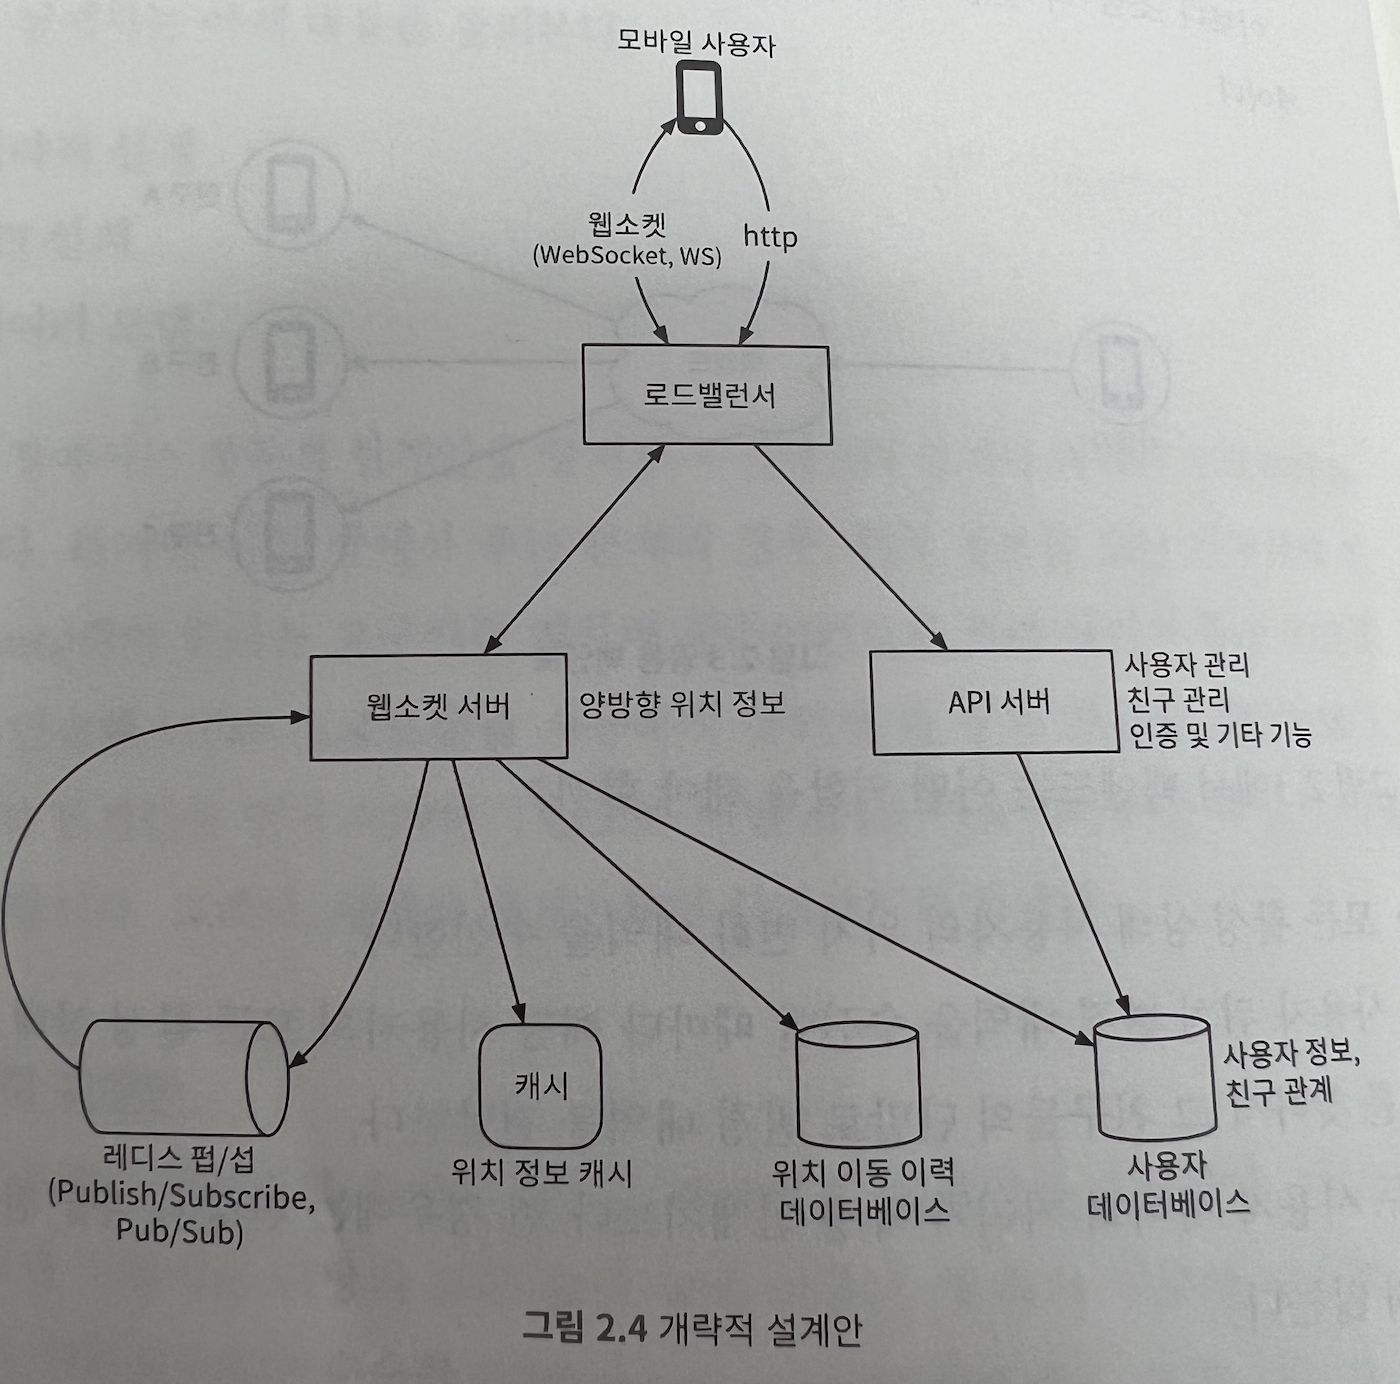 모바일 사용자
웹소켓
(WebSocket, WS)
http
로드밸런서
웹소켓 서버
양방향 위치 정보
API 서버
사용자 관리
친구 관리
인증 및 기타 기능
캐시
사용자 정보,
친구 관계
레디스 펍/섭
(Publish/Subscribe,
Pub/Sub)
위치 정보 캐시
위치 이동 이력
데이터베이스
사용자
데이터베이스
그림 2.4 개략적 설계안